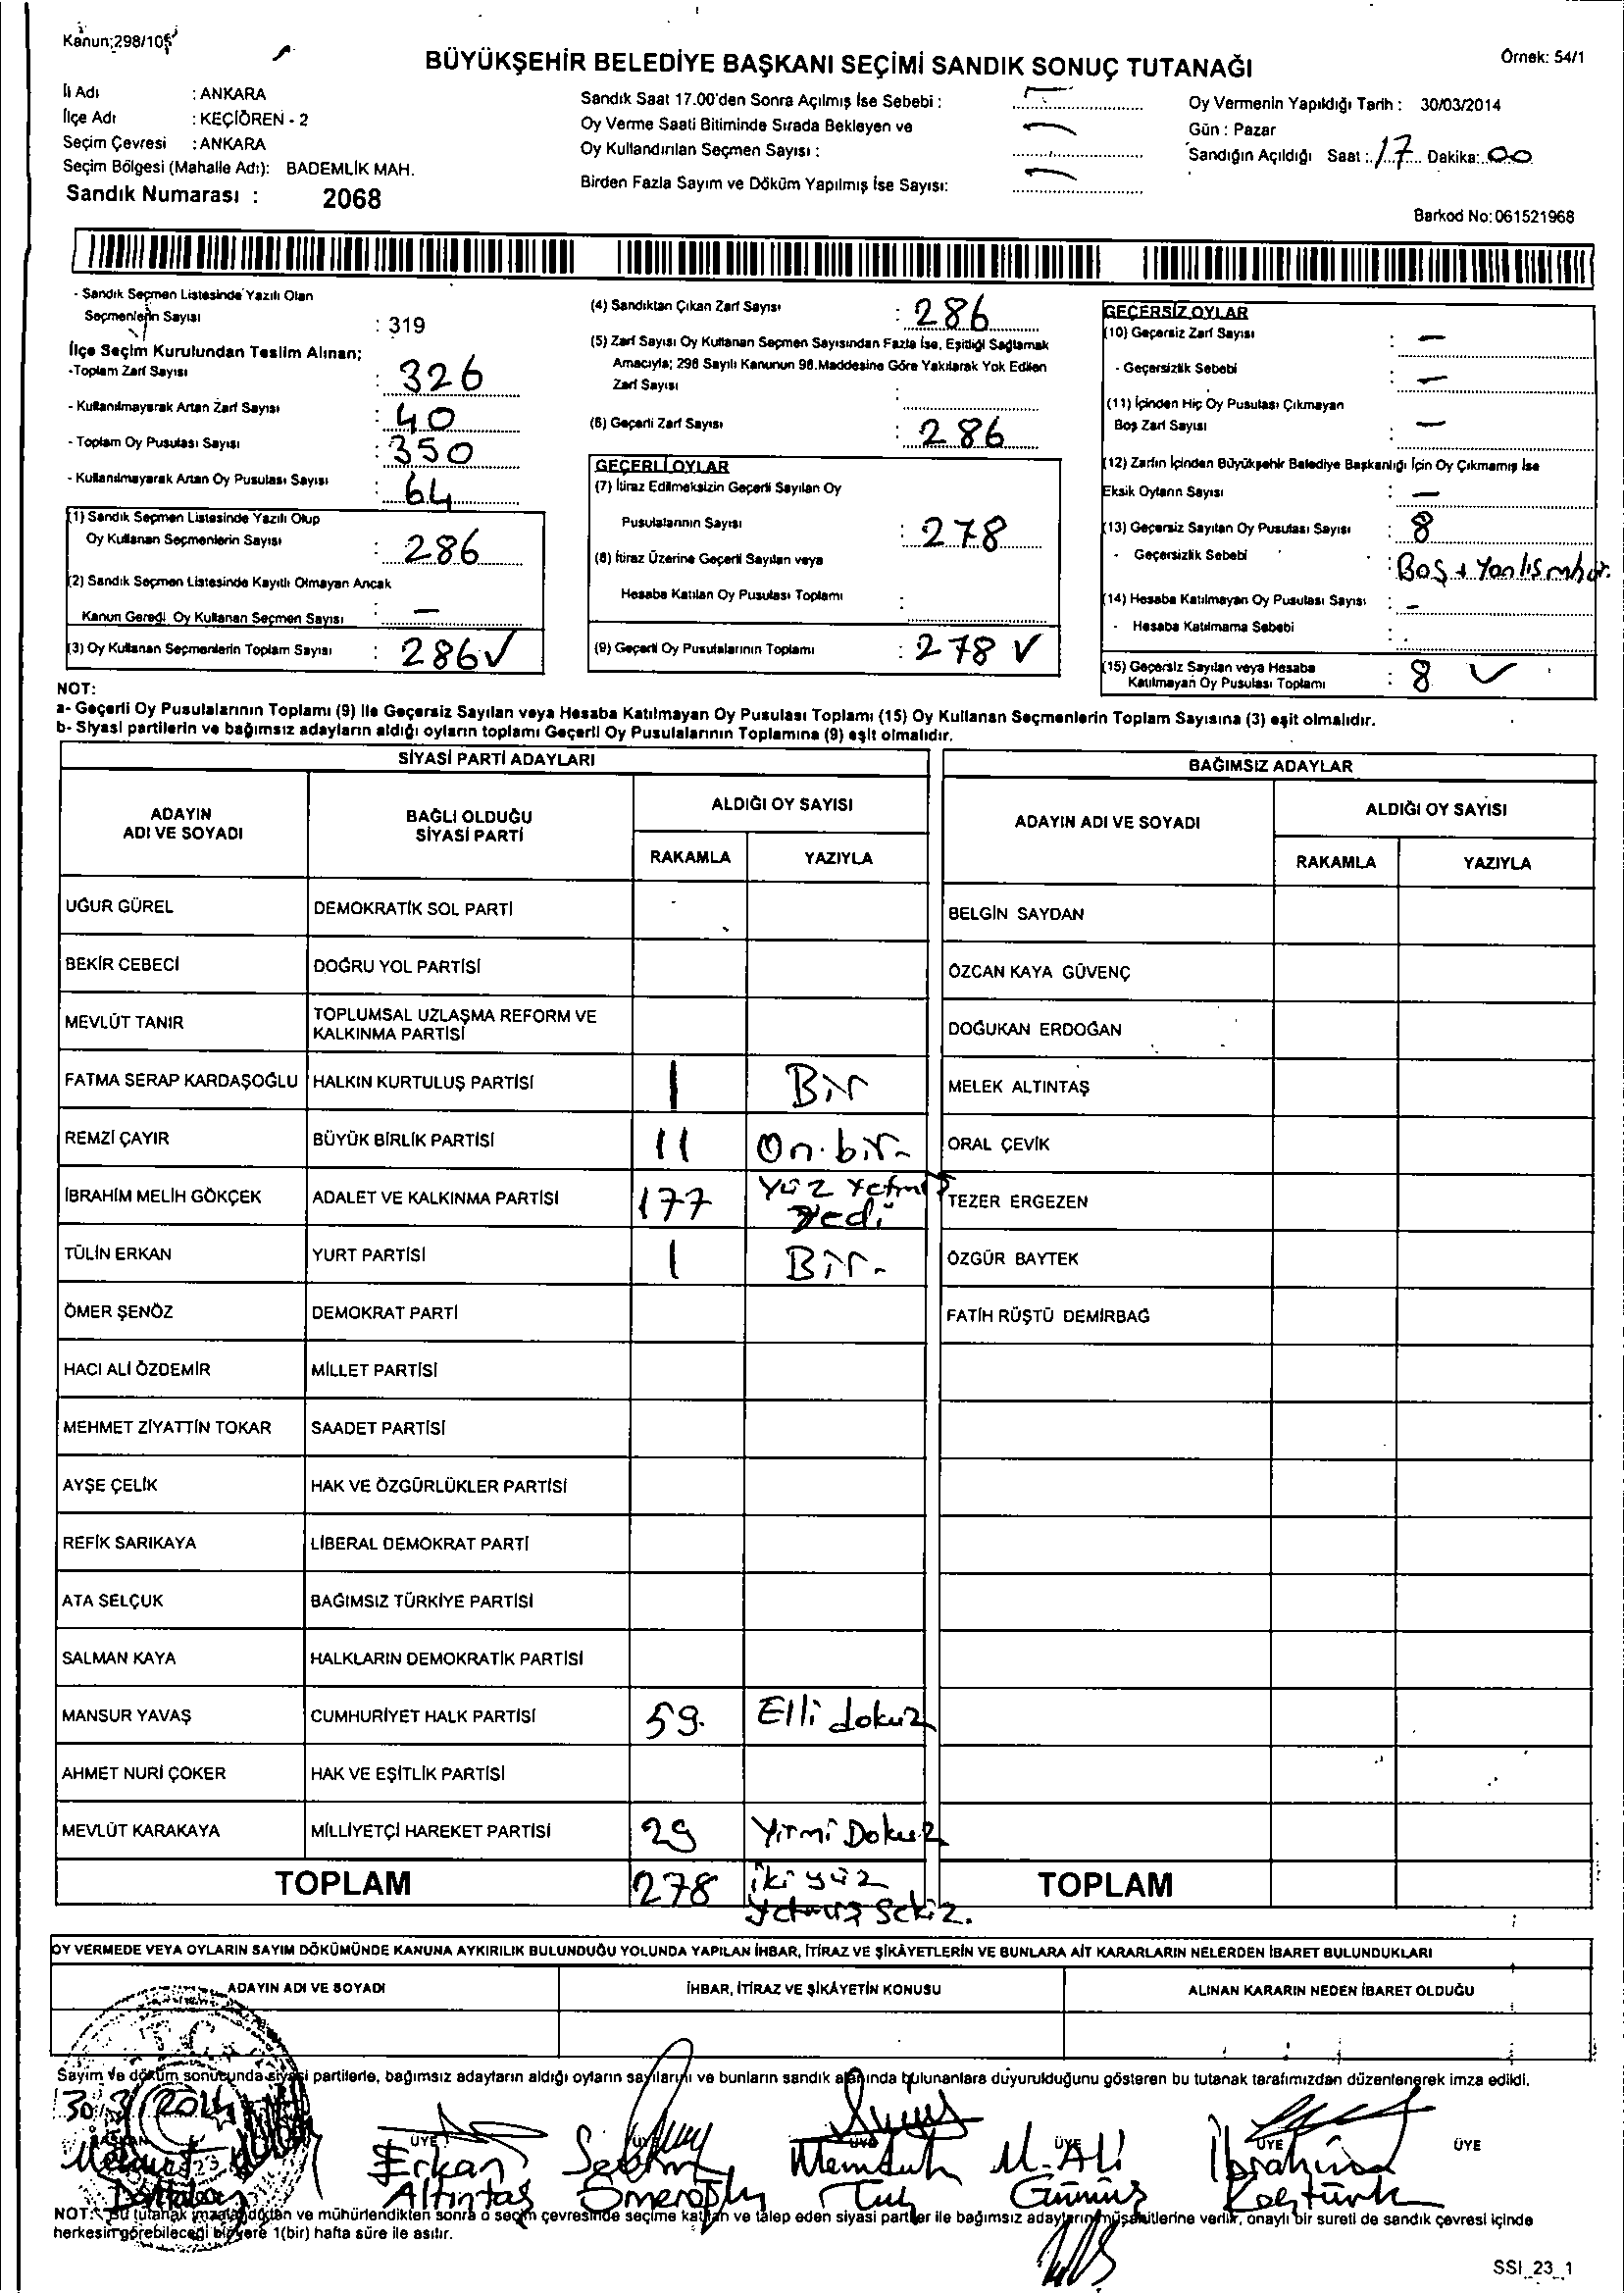 Kanun;298/105
BÜYÜKŞEHİR BELEDİYE BAŞKANI SEÇİMİ SANDIK SONUÇ TUTANAĞI
Örnek: 54/1
İl Adı : ANKARA
İlçe Adı : KEÇİÖREN - 2
Seçim Çevresi : ANKARA
Seçim Bölgesi (Mahalle Adı): BADEMLİK MAH.
Sandık Numarası : 2068
Sandık Saat 17.00'den Sonra Açılmış İse Sebebi : —
Oy Verme Saati Bitiminde Sırada Bekleyen ve —
Oy Kullandırılan Seçmen Sayısı :
Birden Fazla Sayım ve Döküm Yapılmış İse Sayısı: —
Oy Vermenin Yapıldığı Tarih : 30/03/2014
Gün : Pazar
Sandığın Açıldığı Saat : 17 Dakika: 00
Barkod No: 061521968
- Sandık Seçmen Listesinde Yazılı Olan
Seçmenlerin Sayısı : 319
İlçe Seçim Kurulundan Teslim Alınan;
-Toplam Zarf Sayısı : 326
- Kullanılmayarak Artan Zarf Sayısı : 40
- Toplam Oy Pusulası Sayısı : 350
- Kullanılmayarak Artan Oy Pusulası Sayısı : 64
(1) Sandık Seçmen Listesinde Yazılı Olup
Oy Kullanan Seçmenlerin Sayısı : 286
(2) Sandık Seçmen Listesinde Kayıtlı Olmayan Ancak
Kanun Gereği Oy Kullanan Seçmen Sayısı : —
(3) Oy Kullanan Seçmenlerin Toplam Sayısı : 286 ✓
(4) Sandıktan Çıkan Zarf Sayısı : 286
(5) Zarf Sayısı Oy Kullanan Seçmen Sayısından Fazla İse, Eşitliği Sağlamak
Amacıyla; 298 Sayılı Kanunun 98.Maddesine Göre Yakılarak Yok Edilen
Zarf Sayısı :
(6) Geçerli Zarf Sayısı : 286
GEÇERLİ OYLAR
(7) İtiraz Edilmeksizin Geçerli Sayılan Oy
Pusulalarının Sayısı : 278
(8) İtiraz Üzerine Geçerli Sayılan veya
Hesaba Katılan Oy Pusulası Toplamı :
(9) Geçerli Oy Pusulalarının Toplamı : 278 ✓
GEÇERSİZ OYLAR
(10) Geçersiz Zarf Sayısı : —
- Geçersizlik Sebebi : —
(11) İçinden Hiç Oy Pusulası Çıkmayan
Boş Zarf Sayısı : —
(12) Zarfın İçinden Büyükşehir Belediye Başkanlığı İçin Oy Çıkmamış İse
Eksik Oyların Sayısı : —
(13) Geçersiz Sayılan Oy Pusulası Sayısı : 8
- Geçersizlik Sebebi : Boş + Yanlıs mhür.
(14) Hesaba Katılmayan Oy Pusulası Sayısı : —
- Hesaba Katılmama Sebebi :
(15) Geçersiz Sayılan veya Hesaba
Katılmayan Oy Pusulası Toplamı : 8 ✓
NOT:
a- Geçerli Oy Pusulalarının Toplamı (9) ile Geçersiz Sayılan veya Hesaba Katılmayan Oy Pusulası Toplamı (15) Oy Kullanan Seçmenlerin Toplam Sayısına (3) eşit olmalıdır.
b- Siyasi partilerin ve bağımsız adayların aldığı oyların toplamı Geçerli Oy Pusulalarının Toplamına (9) eşit olmalıdır.
SİYASİ PARTİ ADAYLARI
ADAYIN ADI VE SOYADI
BAĞLI OLDUĞU SİYASİ PARTİ
ALDIĞI OY SAYISI
RAKAMLA YAZIYLA
UĞUR GÜREL DEMOKRATİK SOL PARTİ
BEKİR CEBECİ DOĞRU YOL PARTİSİ
MEVLÜT TANIR TOPLUMSAL UZLAŞMA REFORM VE
KALKINMA PARTİSİ
FATMA SERAP KARDAŞOĞLU HALKIN KURTULUŞ PARTİSİ 1 Bir
REMZİ ÇAYIR BÜYÜK BİRLİK PARTİSİ 11 On.bir-
İBRAHİM MELİH GÖKÇEK ADALET VE KALKINMA PARTİSİ 177 Yüz Yetmiş
Yedi
TÜLİN ERKAN YURT PARTİSİ 1 Bir-
ÖMER ŞENÖZ DEMOKRAT PARTİ
HACI ALİ ÖZDEMİR MİLLET PARTİSİ
MEHMET ZİYATTİN TOKAR SAADET PARTİSİ
AYŞE ÇELİK HAK VE ÖZGÜRLÜKLER PARTİSİ
REFİK SARIKAYA LİBERAL DEMOKRAT PARTİ
ATA SELÇUK BAĞIMSIZ TÜRKİYE PARTİSİ
SALMAN KAYA HALKLARIN DEMOKRATİK PARTİSİ
MANSUR YAVAŞ CUMHURİYET HALK PARTİSİ 59. Elli dokuz
AHMET NURİ ÇOKER HAK VE EŞİTLİK PARTİSİ
MEVLÜT KARAKAYA MİLLİYETÇİ HAREKET PARTİSİ 29 Yirmi Dokuz
TOPLAM 278 iki yüz
yetmiş sekiz.
BAĞIMSIZ ADAYLAR
ADAYIN ADI VE SOYADI
ALDIĞI OY SAYISI
RAKAMLA YAZIYLA
BELGİN SAYDAN
ÖZCAN KAYA GÜVENÇ
DOĞUKAN ERDOĞAN
MELEK ALTINTAŞ
ORAL ÇEVİK
TEZER ERGEZEN
ÖZGÜR BAYTEK
FATİH RÜŞTÜ DEMİRBAĞ
TOPLAM
OY VERMEDE VEYA OYLARIN SAYIM DÖKÜMÜNDE KANUNA AYKIRILIK BULUNDUĞU YOLUNDA YAPILAN İHBAR, İTİRAZ VE ŞİKÂYETLERİN VE BUNLARA AİT KARARLARIN NELERDEN İBARET BULUNDUKLARI
ADAYIN ADI VE SOYADI İHBAR, İTİRAZ VE ŞİKÂYETİN KONUSU ALINAN KARARIN NEDEN İBARET OLDUĞU
T.C.
Sayım ve döküm sonucunda siyasi partilerle, bağımsız adayların aldığı oyların sayılarını ve bunların sandık alanında bulunanlara duyurulduğunu gösteren bu tutanak tarafımızdan düzenlenerek imza edildi.
30/3/2014
BAŞKAN ÜYE ÜYE ÜYE ÜYE ÜYE ÜYE
Erkan Memduh M.Ali İbrahim
Altıntaş Ömeroğlu Gümüş Koçtürk
NOT: Bu tutanak imzalandıktan ve mühürlendikten sonra o seçim çevresinde seçime katılan ve talep eden siyasi partiler ile bağımsız adayların müşahitlerine verilir, onaylı bir sureti de sandık çevresi içinde
herkesin görebileceği bir yere 1(bir) hafta süre ile asılır.
SSI_23_1